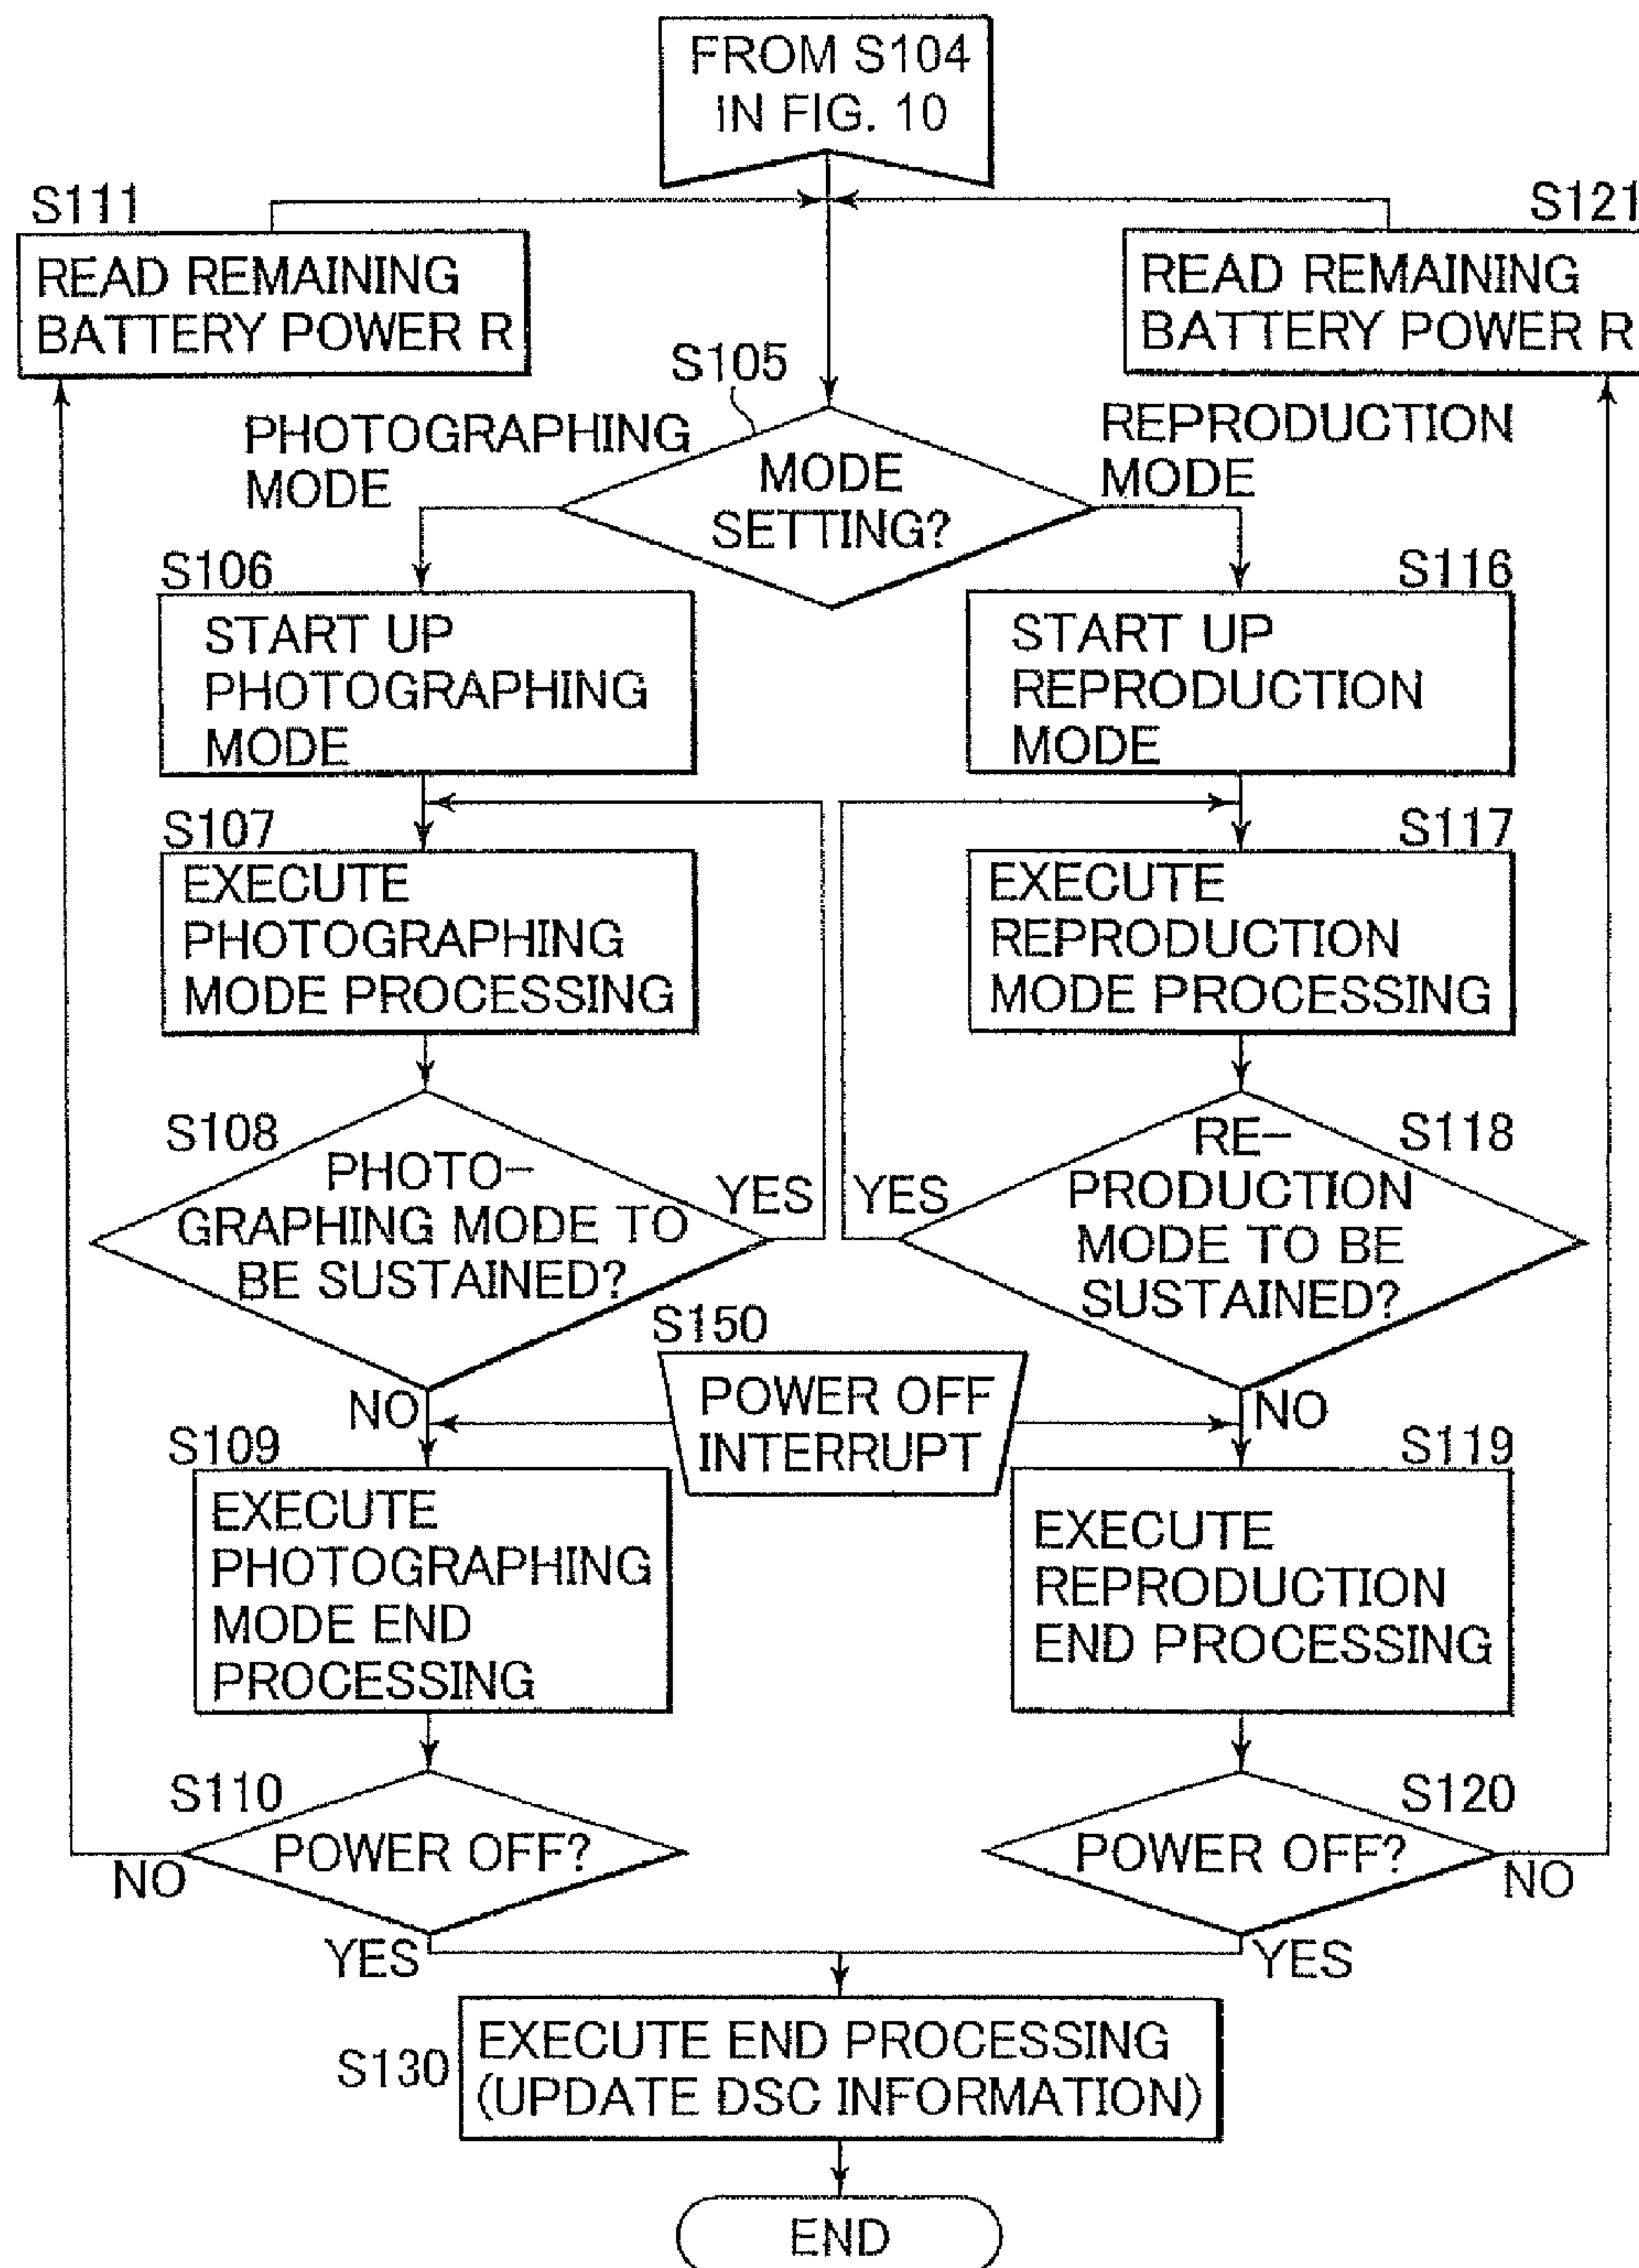 FROM S104
IN FIG. 10
S111
READ REMAINING
BATTERY POWER R
S121
READ REMAINING
BATTERY POWER R
S105
MODE
SETTING?
PHOTOGRAPHING
MODE
REPRODUCTION
MODE
S106
START UP
PHOTOGRAPHING
MODE
S116
START UP
REPRODUCTION
MODE
S107
EXECUTE
PHOTOGRAPHING
MODE PROCESSING
S117
EXECUTE
REPRODUCTION
MODE PROCESSING
S108
PHOTO-
GRAPHING MODE TO
BE SUSTAINED?
YES
YES
S118
RE-
PRODUCTION
MODE TO BE
SUSTAINED?
S150
POWER OFF
INTERRUPT
NO
NO
S109
EXECUTE
PHOTOGRAPHING
MODE END
PROCESSING
S119
EXECUTE
REPRODUCTION
END PROCESSING
S110
POWER OFF?
NO
S120
POWER OFF?
NO
YES
YES
S130
EXECUTE END PROCESSING
(UPDATE DSC INFORMATION)
END